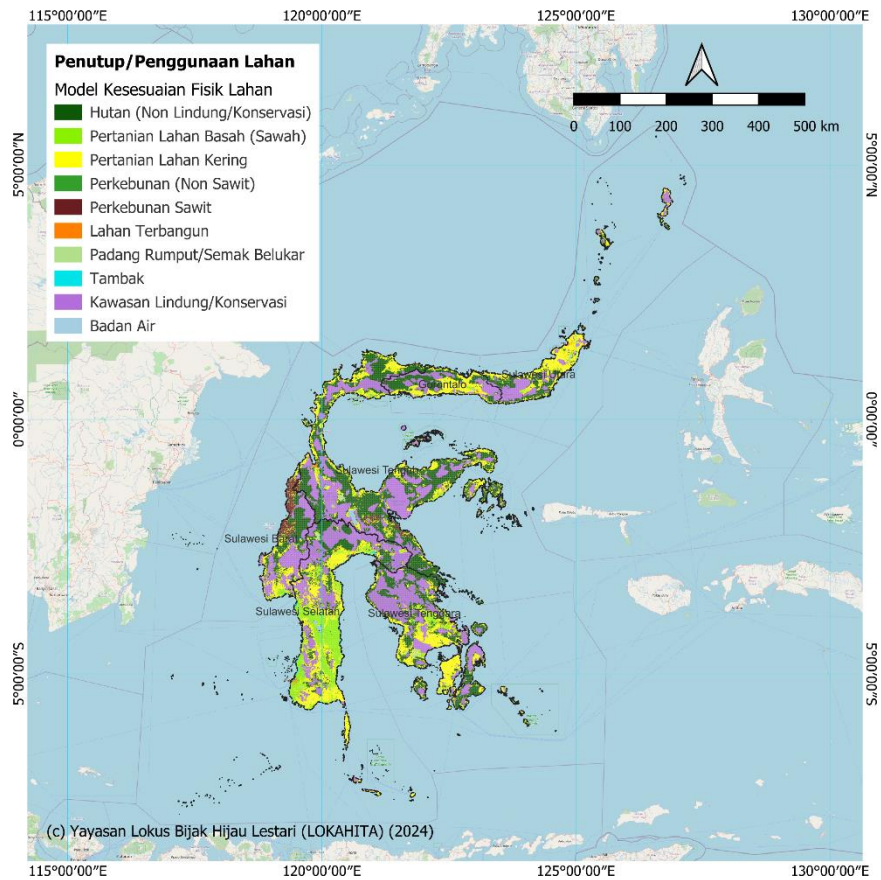 115°00′00″E 120°00′00″E 125°00′00″E 130°00′00″E
Penutup/Penggunaan Lahan
Model Kesesuaian Fisik Lahan
Hutan (Non Lindung/Konservasi)
Pertanian Lahan Basah (Sawah)
Pertanian Lahan Kering
Perkebunan (Non Sawit)
Perkebunan Sawit
Lahan Terbangun
Padang Rumput/Semak Belukar
Tambak
Kawasan Lindung/Konservasi
Badan Air
0 100 200 300 400 500 km
5°00′00″N 5°00′00″N
Sulawesi Utara
Gorontalo
0°00′00″ 0°00′00″
Sulawesi Tengah
Sulawesi Barat
Sulawesi Selatan
Sulawesi Tenggara
5°00′00″S 5°00′00″S
(c) Yayasan Lokus Bijak Hijau Lestari (LOKAHITA) (2024)
115°00′00″E 120°00′00″E 125°00′00″E 130°00′00″E